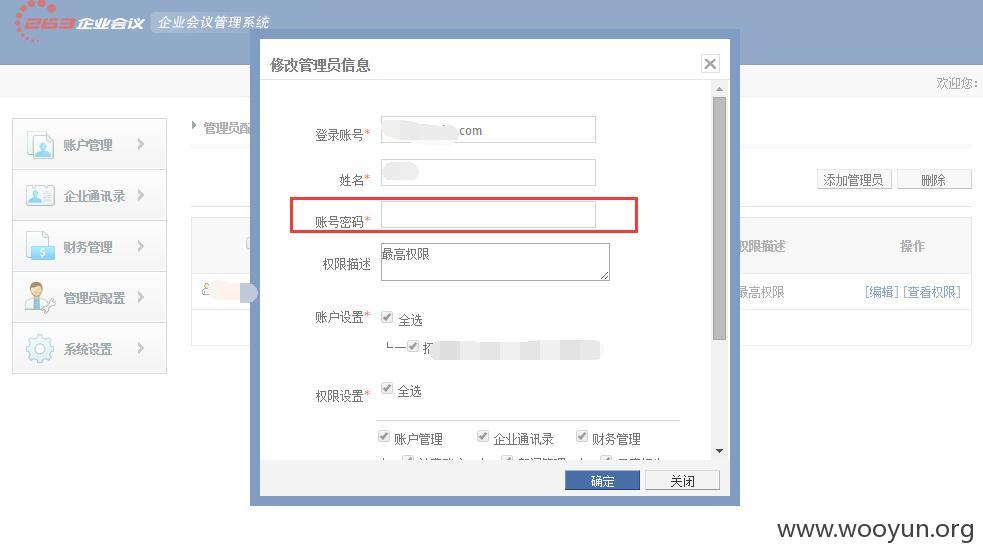 263企业会议 企业会议管理系统
修改管理员信息
欢迎您:
账户管理
企业通讯录
财务管理
管理员配置
系统设置
管理员配
登录账号* .com
姓名*
账号密码*
权限描述 最高权限
账户设置* 全选
招
权限设置* 全选
账户管理 企业通讯录 财务管理
确定 关闭
添加管理员 删除
权限描述 操作
最高权限 [编辑] [查看权限]
www.wooyun.org